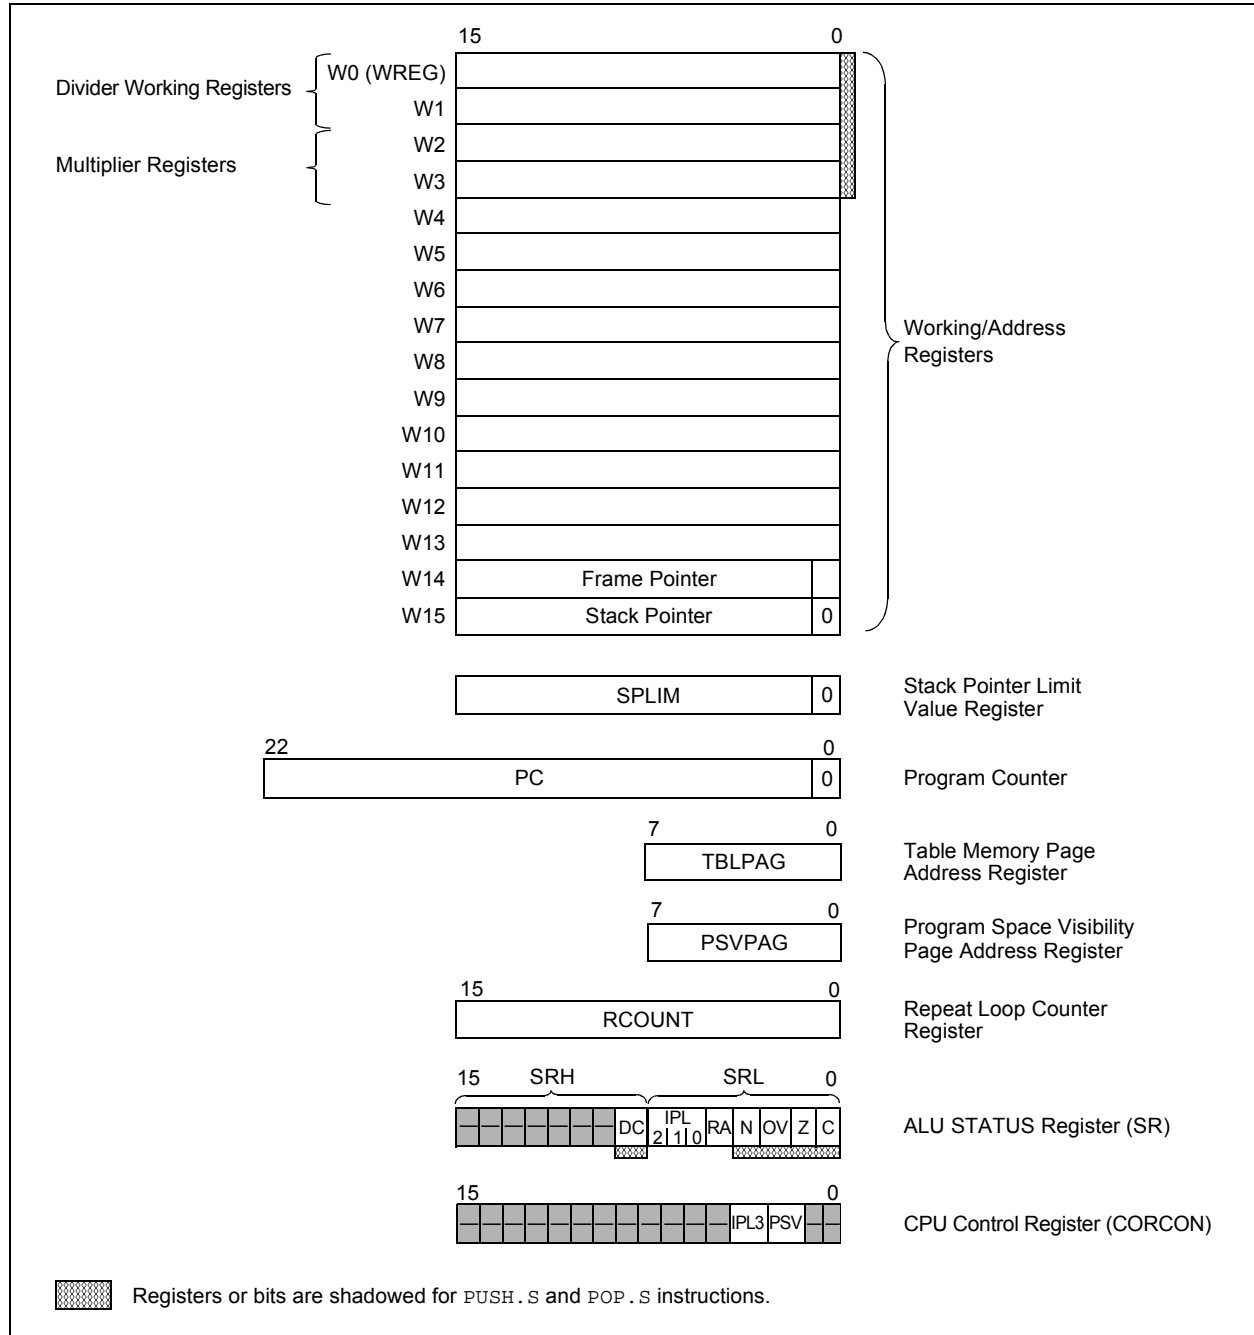 15 0
W0 (WREG)
Divider Working Registers
W1
W2
Multiplier Registers
W3
W4
W5
W6
W7
Working/Address
Registers
W8
W9
W10
W11
W12
W13
W14 Frame Pointer
W15 Stack Pointer 0
SPLIM 0
Stack Pointer Limit
Value Register
22 0
PC 0 Program Counter
7 0
TBLPAG
Table Memory Page
Address Register
7 0
PSVPAG
Program Space Visibility
Page Address Register
15 0
RCOUNT
Repeat Loop Counter
Register
15 SRH SRL 0
— — — — — — — DC IPL 2 1 0 RA N OV Z C ALU STATUS Register (SR)
15 0
— — — — — — — — — — — — IPL3 PSV — — CPU Control Register (CORCON)
Registers or bits are shadowed for PUSH.S and POP.S instructions.